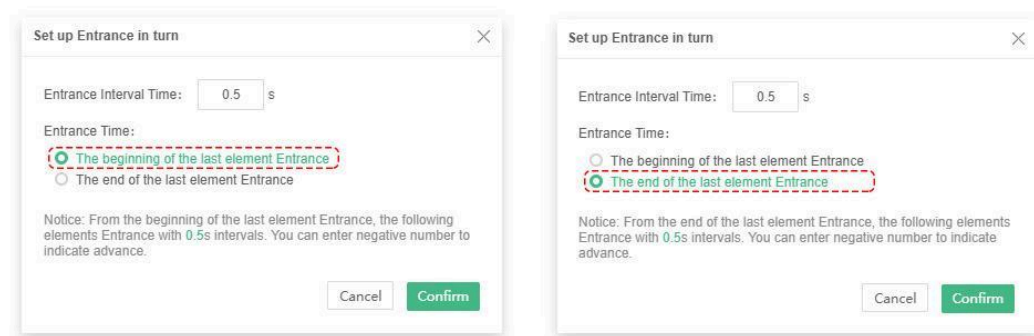 Set up Entrance in turn
Entrance Interval Time: 0.5 s
Entrance Time:
The beginning of the last element Entrance
The end of the last element Entrance
Notice: From the beginning of the last element Entrance, the following
elements Entrance with 0.5s intervals. You can enter negative number to
indicate advance.
Cancel Confirm
Set up Entrance in turn
Entrance Interval Time: 0.5 s
Entrance Time:
The beginning of the last element Entrance
The end of the last element Entrance
Notice: From the end of the last element Entrance, the following elements
Entrance with 0.5s intervals. You can enter negative number to indicate
advance.
Cancel Confirm